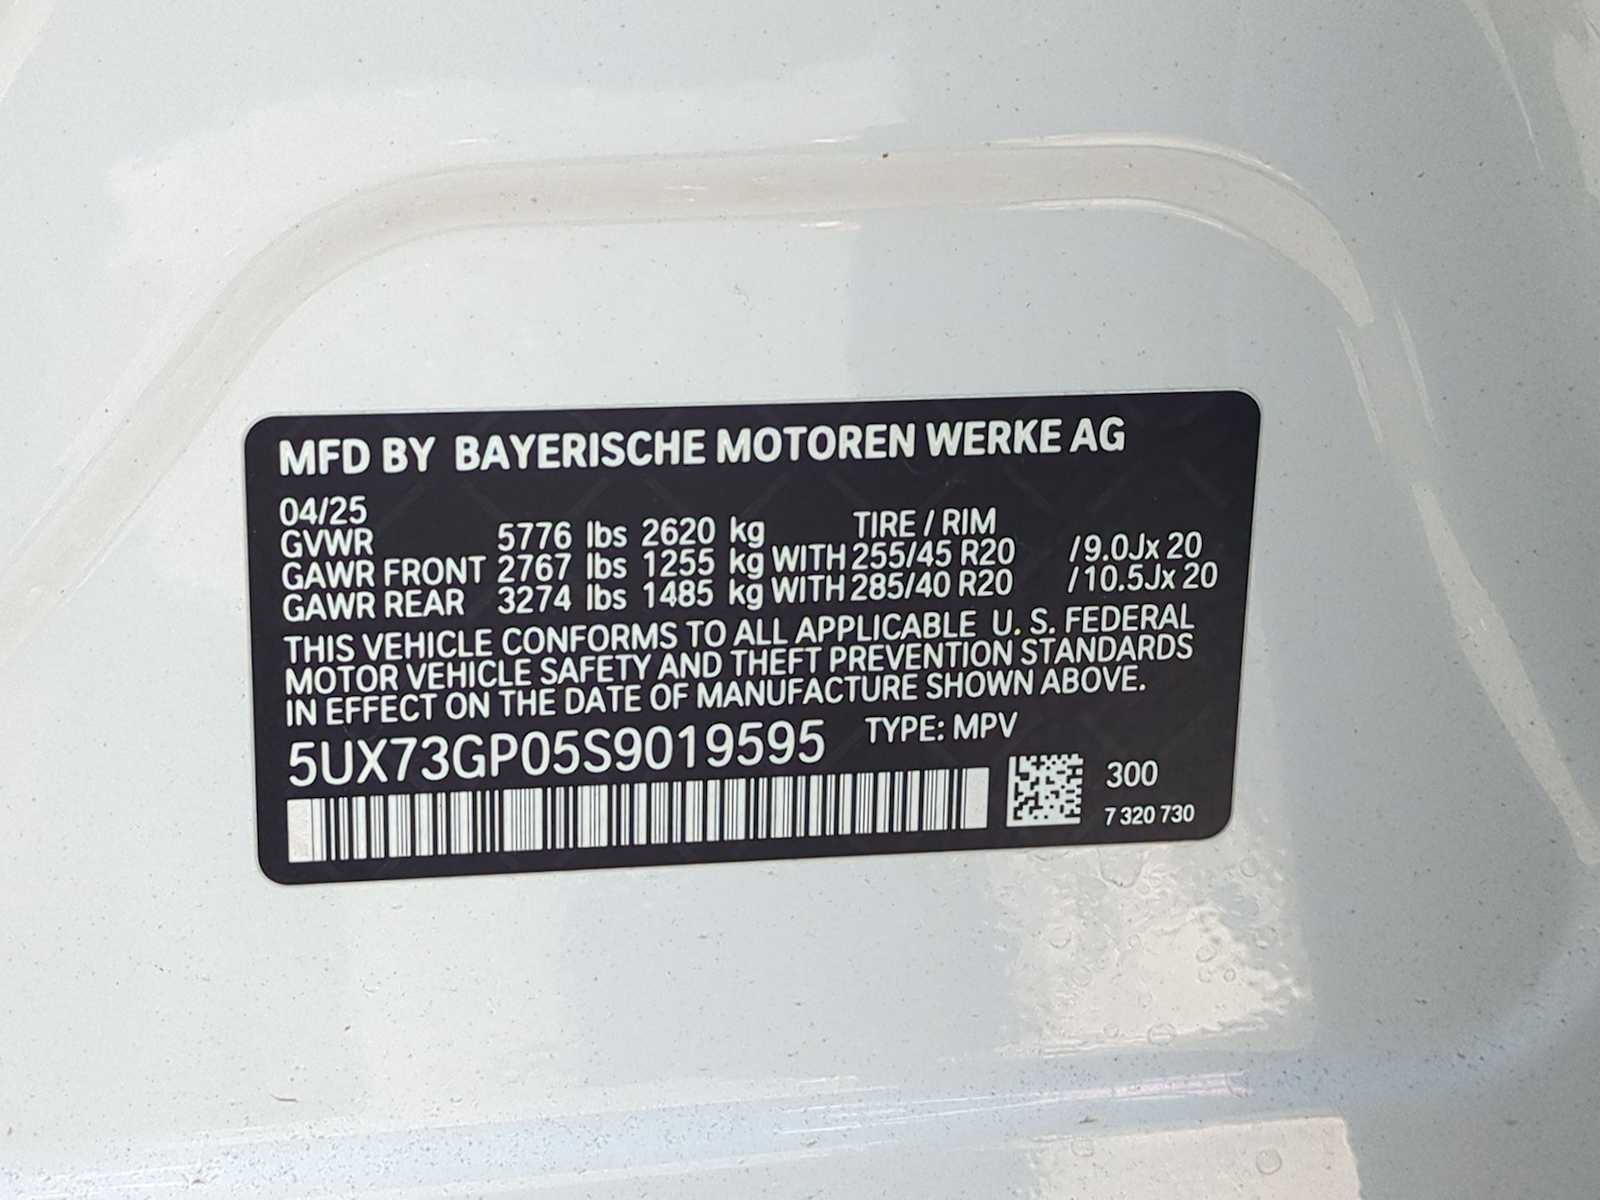 MFD BY BAYERISCHE MOTOREN WERKE AG
04/25
TIRE / RIM
GVWR 5776 lbs 2620 kg
GAWR FRONT 2767 lbs 1255 kg WITH 255/45 R20 /9.0Jx 20
GAWR REAR 3274 lbs 1485 kg WITH 285/40 R20 /10.5Jx 20
THIS VEHICLE CONFORMS TO ALL APPLICABLE U. S. FEDERAL
MOTOR VEHICLE SAFETY AND THEFT PREVENTION STANDARDS
IN EFFECT ON THE DATE OF MANUFACTURE SHOWN ABOVE.
5UX73GP05S9019595 TYPE: MPV
300
7 320 730